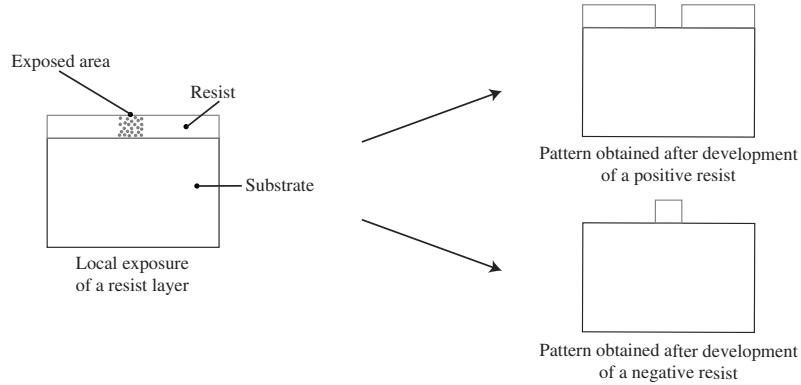 Exposed area
Resist
Substrate
Local exposure
of a resist layer
Pattern obtained after development
of a positive resist
Pattern obtained after development
of a negative resist